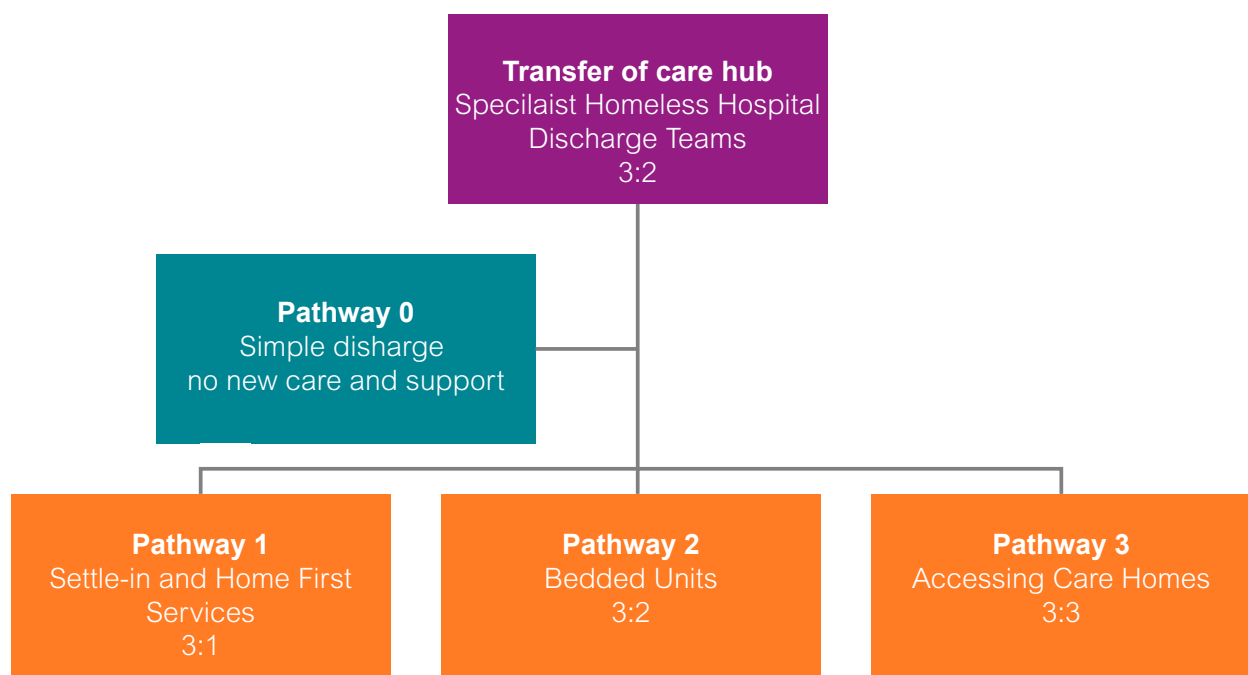 Transfer of care hub
Specilaist Homeless Hospital
Discharge Teams
3:2
Pathway 0
Simple disharge
no new care and support
Pathway 1
Settle-in and Home First
Services
3:1
Pathway 2
Bedded Units
3:2
Pathway 3
Accessing Care Homes
3:3